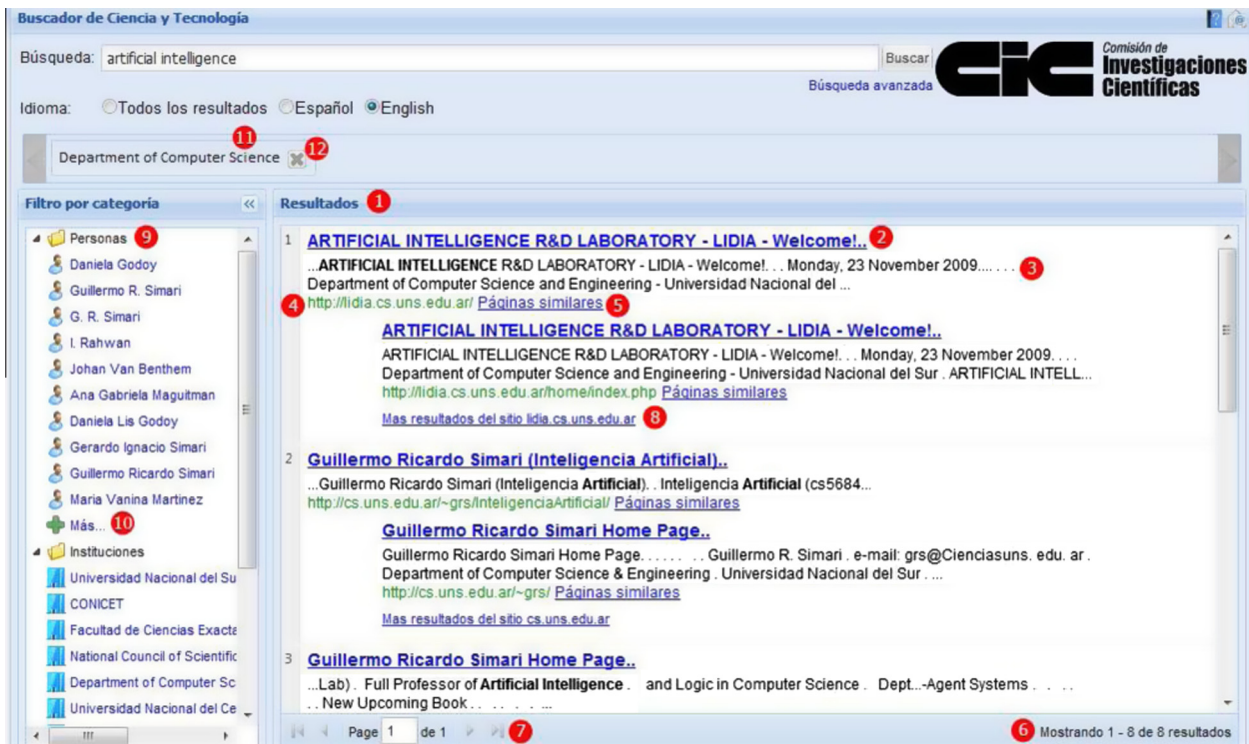 Buscador de Ciencia y Tecnología
Búsqueda: artificial intelligence Buscar
Búsqueda avanzada
CIC Comisión de
Investigaciones
Científicas
Idioma: Todos los resultados Español English
11
Department of Computer Science 12
Filtro por categoría
Personas 9
Daniela Godoy
Guillermo R. Simari
G. R. Simari
I. Rahwan
Johan Van Benthem
Ana Gabriela Maguitman
Daniela Lis Godoy
Gerardo Ignacio Simari
Guillermo Ricardo Simari
Maria Vanina Martinez
Más... 10
Instituciones
Universidad Nacional del Su
CONICET
Facultad de Ciencias Exacta
National Council of Scientific
Department of Computer Sc
Universidad Nacional del Ce
Resultados 1
1 ARTIFICIAL INTELLIGENCE R&D LABORATORY - LIDIA - Welcome!.. 2
...ARTIFICIAL INTELLIGENCE R&D LABORATORY - LIDIA - Welcome!. . . Monday, 23 November 2009.... . . . 3
Department of Computer Science and Engineering - Universidad Nacional del ...
4 http://lidia.cs.uns.edu.ar/ Páginas similares 5
ARTIFICIAL INTELLIGENCE R&D LABORATORY - LIDIA - Welcome!..
ARTIFICIAL INTELLIGENCE R&D LABORATORY - LIDIA - Welcome!. . . Monday, 23 November 2009. . . .
Department of Computer Science and Engineering - Universidad Nacional del Sur . ARTIFICIAL INTELL...
http://lidia.cs.uns.edu.ar/home/index.php Páginas similares
Mas resultados del sitio lidia.cs.uns.edu.ar 8
2 Guillermo Ricardo Simari (Inteligencia Artificial)..
...Guillermo Ricardo Simari (Inteligencia Artificial). . Inteligencia Artificial (cs5684...
http://cs.uns.edu.ar/~grs/InteligenciaArtificial/ Páginas similares
Guillermo Ricardo Simari Home Page..
Guillermo Ricardo Simari Home Page. . . . . . . . Guillermo R. Simari . e-mail: grs@Cienciasuns. edu. ar .
Department of Computer Science & Engineering . Universidad Nacional del Sur . ...
http://cs.uns.edu.ar/~grs/ Páginas similares
Mas resultados del sitio cs.uns.edu.ar
3 Guillermo Ricardo Simari Home Page..
...Lab) . Full Professor of Artificial Intelligence . and Logic in Computer Science . Dept...-Agent Systems . . . .
. . New Upcoming Book . . . . . . ...
Page 1 de 1 7
6 Mostrando 1 - 8 de 8 resultados